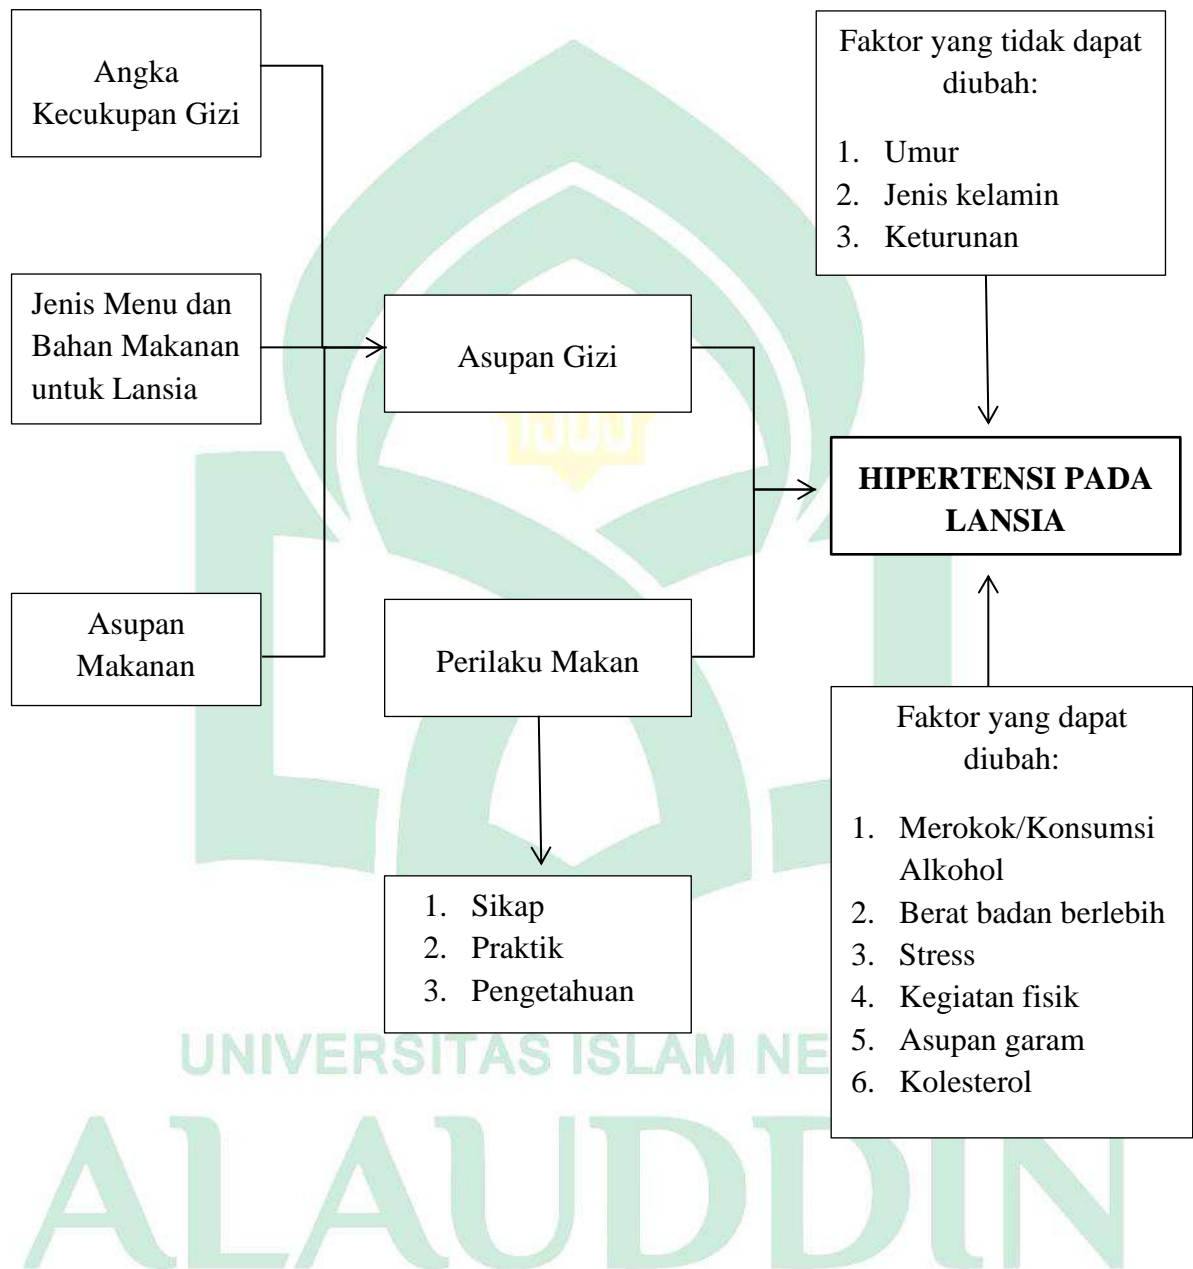 Angka
Kecukupan Gizi
Faktor yang tidak dapat
diubah:
1. Umur
2. Jenis kelamin
3. Keturunan
Jenis Menu dan
Bahan Makanan
untuk Lansia
Asupan Gizi
HIPERTENSI PADA
LANSIA
Asupan
Makanan
Perilaku Makan
1. Sikap
2. Praktik
3. Pengetahuan
Faktor yang dapat
diubah:
1. Merokok/Konsumsi
Alkohol
2. Berat badan berlebih
3. Stress
4. Kegiatan fisik
5. Asupan garam
6. Kolesterol
UNIVERSITAS ISLAM NE
ALAUDDIN